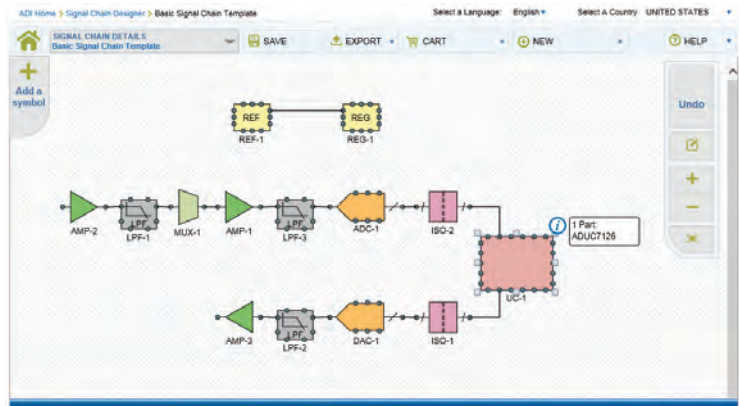 ADI Home > Signal Chain Designer > Basic Signal Chain Template
Select a Language: English
Select A Country UNITED STATES
SIGNAL CHAIN DETAILS
Basic Signal Chain Template
SAVE
EXPORT
CART
NEW
HELP
Add a
symbol
Undo
REF
REG
REF-1
REG-1
AMP-2
LPF
LPF-1
MUX-1
AMP-1
LPF
LPF-3
ADC-1
ISO-2
i
1 Part:
ADUC7126
UC-1
AMP-3
LPF
LPF-2
DAC-1
ISO-1